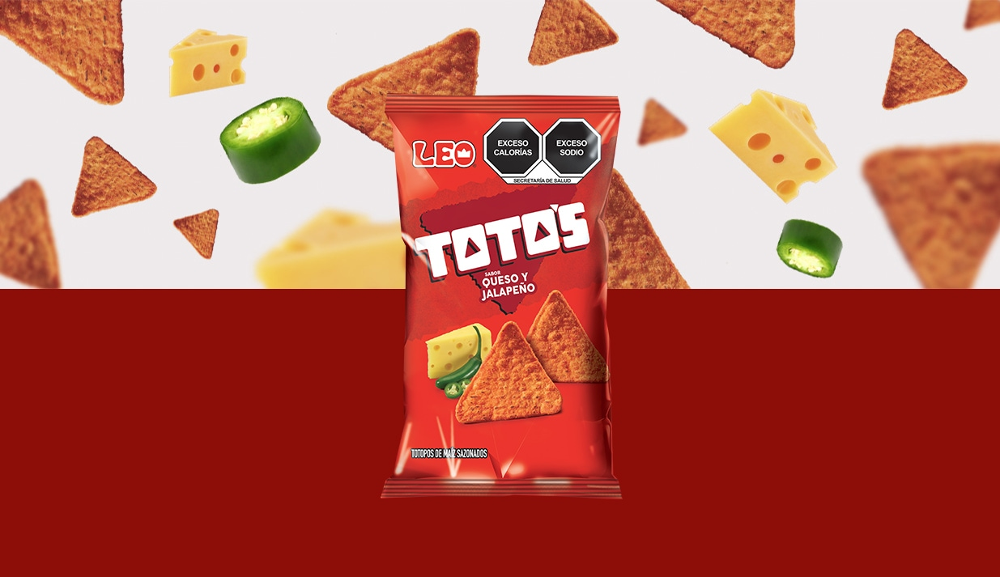 LEO
EXCESO
CALORÍAS
EXCESO
SODIO
SECRETARÍA DE SALUD
TOTO'S
SABOR
QUESO Y
JALAPEÑO
TOTOPOS DE MAÍZ SAZONADOS